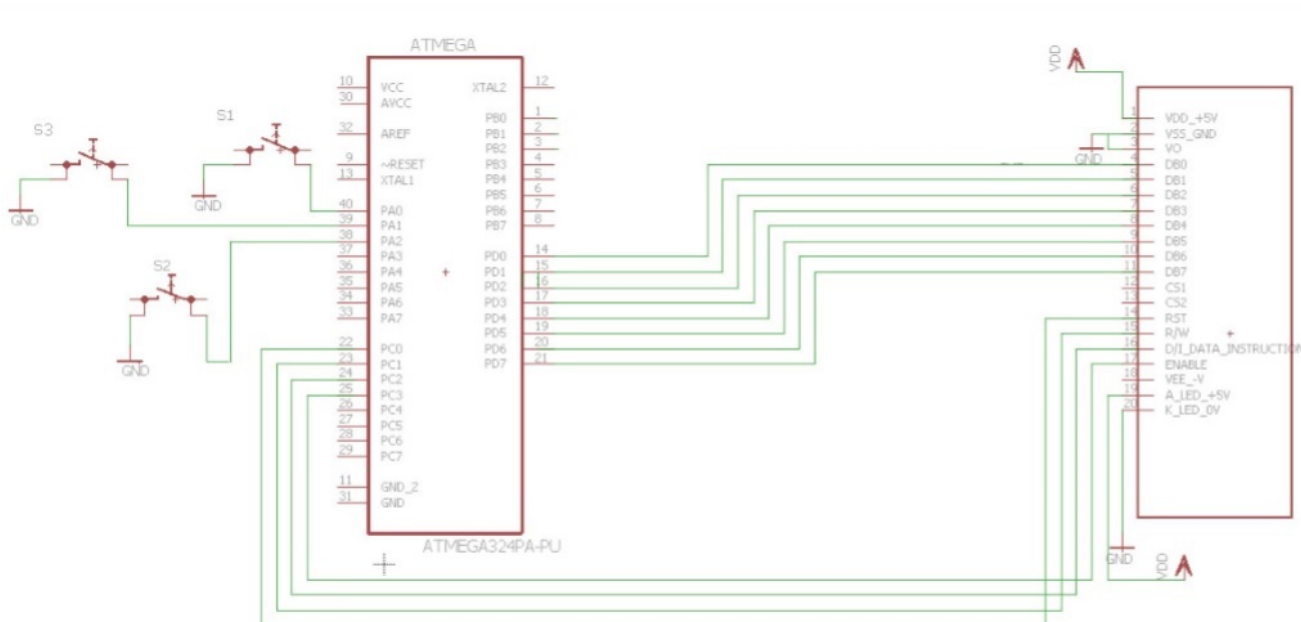 ATMEGA
10 VCC XTAL2 12
30 AVCC
PB0 1
32 AREF PB1 2
PB2 3
9 ~RESET PB3 4
13 XTAL1 PB4 5
PB5 6
40 PA0 PB6 7
39 PA1 PB7 8
38 PA2
37 PA3 PD0 14
36 PA4 PD1 15
35 PA5 PD2 16
34 PA6 PD3 17
33 PA7 PD4 18
PD5 19
22 PC0 PD6 20
23 PC1 PD7 21
24 PC2
25 PC3
26 PC4
27 PC5
28 PC6
29 PC7
11 GND_2
31 GND
ATMEGA324PA-PU
S3
GND
S1
GND
S2
GND
VDD
GND
1 VDD_+5V
2 VSS_GND
3 VO
4 DB0
5 DB1
6 DB2
7 DB3
8 DB4
9 DB5
10 DB6
11 DB7
12 CS1
13 CS2
14 RST
15 R/W
16 D/I_DATA_INSTRUCTION
17 ENABLE
18 VEE_-V
19 A_LED_+5V
20 K_LED_0V
GND
VDD